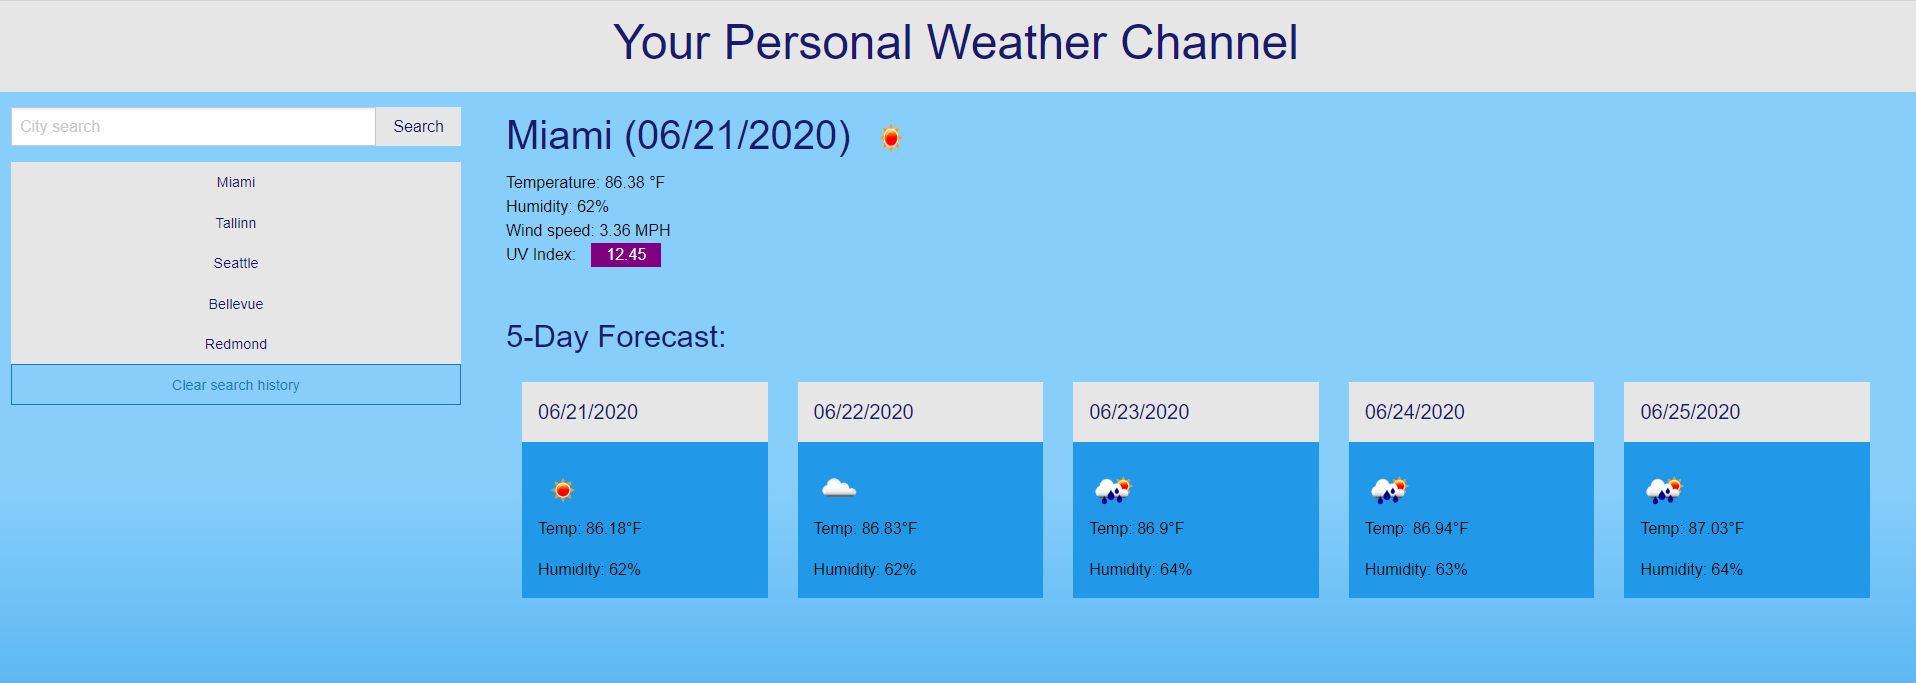 Your Personal Weather Channel
City search
Search
Miami
Tallinn
Seattle
Bellevue
Redmond
Clear search history
Miami (06/21/2020)
Temperature: 86.38 °F
Humidity: 62%
Wind speed: 3.36 MPH
UV Index: 12.45
5-Day Forecast:
06/21/2020
Temp: 86.18°F
Humidity: 62%
06/22/2020
Temp: 86.83°F
Humidity: 62%
06/23/2020
Temp: 86.9°F
Humidity: 64%
06/24/2020
Temp: 86.94°F
Humidity: 63%
06/25/2020
Temp: 87.03°F
Humidity: 64%